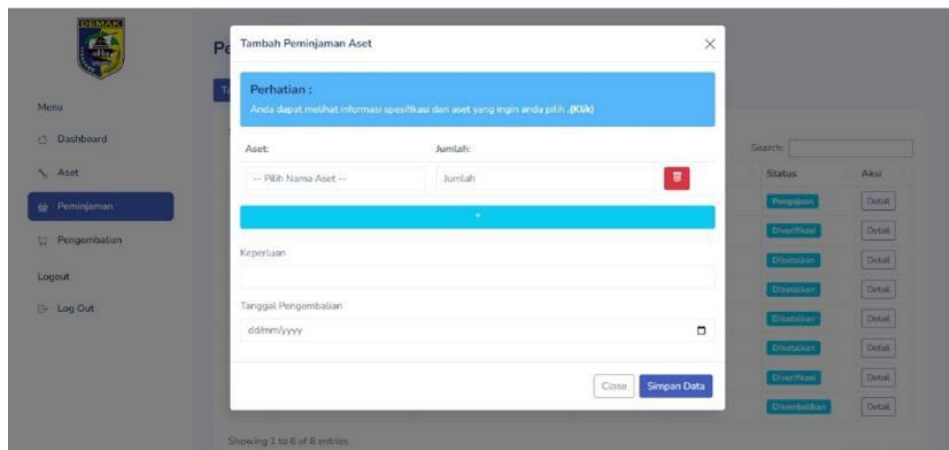 DEMAK
Menu
Dashboard
Aset
Peminjaman
Pengembalian
Logout
Log Out
Pe
Tambah Peminjaman Aset
Perhatian :
Anda dapat melihat informasi spesifikasi dari aset yang ingin anda pilih .(Klik)
Aset: Jumlah:
-- Pilih Nama Aset -- Jumlah
+
Keperluan
Tanggal Pengembalian
dd/mm/yyyy
Close Simpan Data
Search:
Status Aksi
Pengajuan Detail
Diverifikasi Detail
Dibatalkan Detail
Dibatalkan Detail
Dibatalkan Detail
Dibatalkan Detail
Diverifikasi Detail
Dikembalikan Detail
Showing 1 to 8 of 8 entries